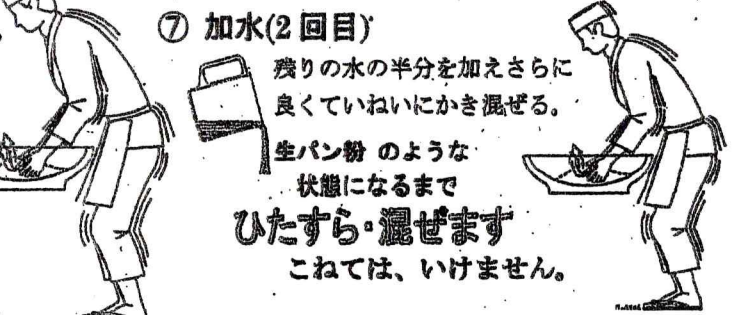 ⑦ 加水(2回目)
残りの水の半分を加えさらに
良くていねいにかき混ぜる。
生パン粉 のような
状態になるまで
ひたすら・混ぜます
こねては、いけません。